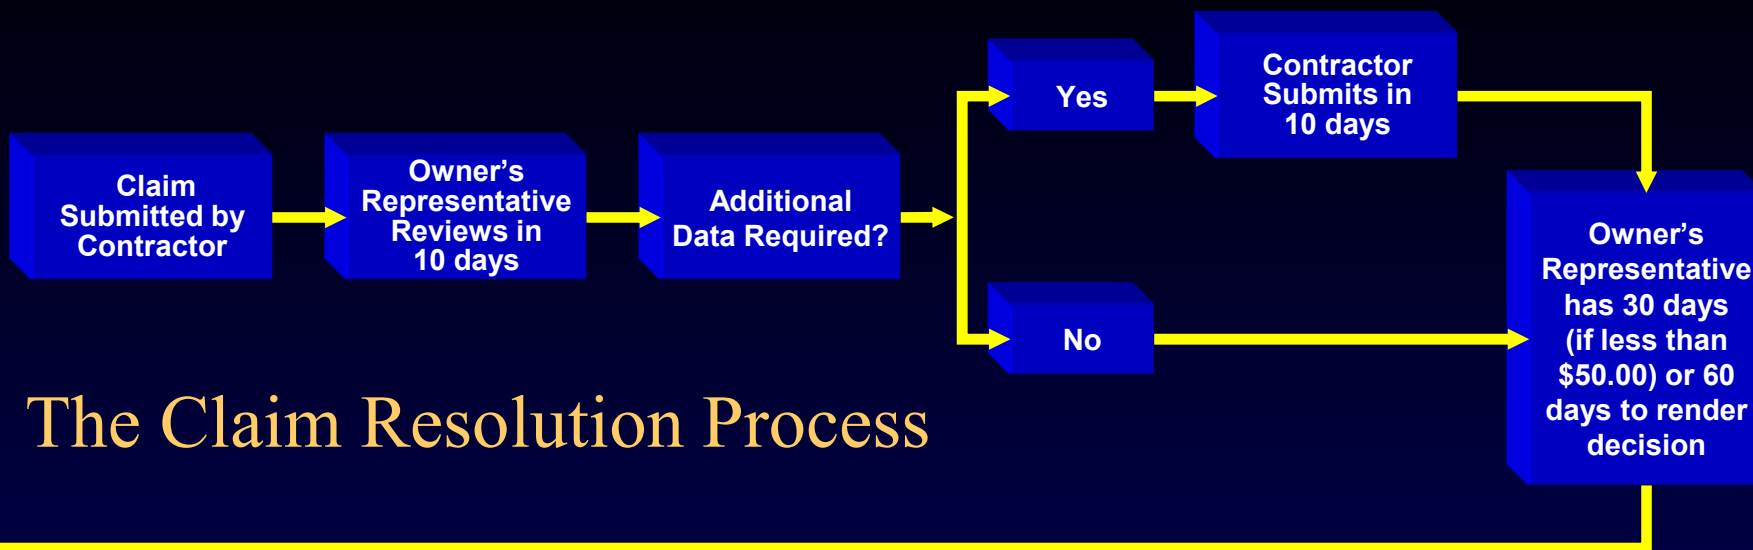 Claim
Submitted by
Contractor
Owner’s
Representative
Reviews in
10 days
Additional
Data Required?
Yes
Contractor
Submits in
10 days
No
Owner’s
Representative
has 30 days
(if less than
$50.00) or 60
days to render
decision
The Claim Resolution Process